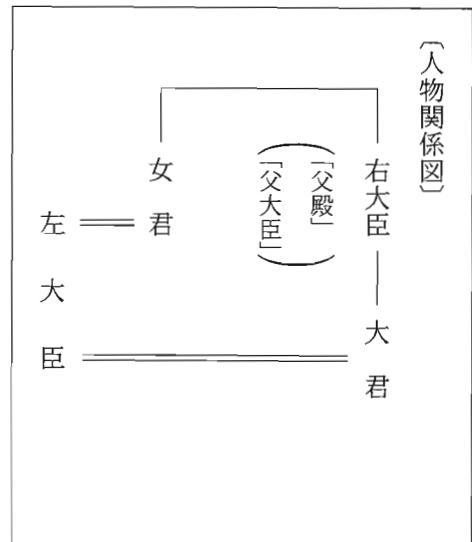 〔人物関係図〕
右大臣
(「父殿」
「父大臣」)
大君
女君
左大臣